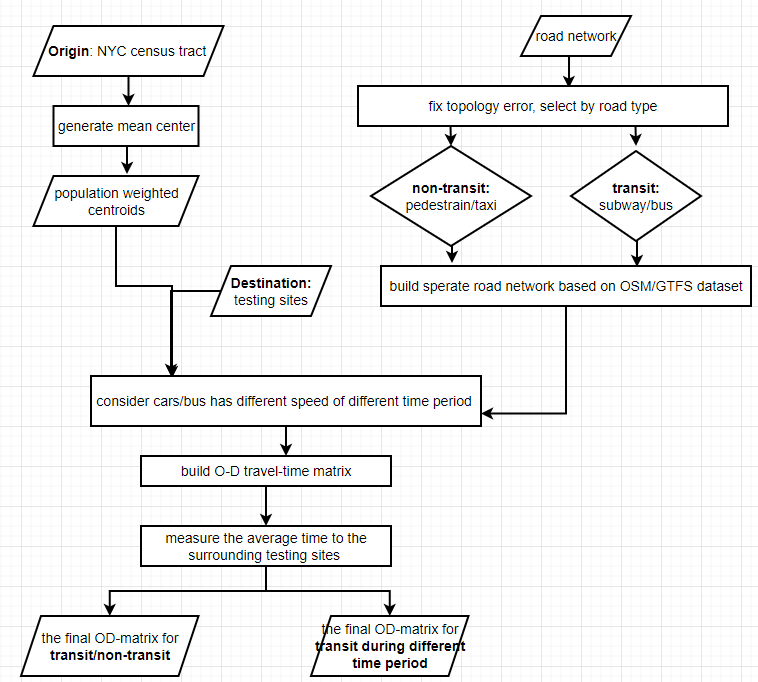 Origin: NYC census tract
road network
generate mean center
fix topology error, select by road type
population weighted
centroids
non-transit:
pedestrain/taxi
transit:
subway/bus
Destination:
testing sites
build sperate road network based on OSM/GTFS dataset
consider cars/bus has different speed of different time period
build O-D travel-time matrix
measure the average time to the
surrounding testing sites
the final OD-matrix for
transit/non-transit
the final OD-matrix for
transit during different
time period